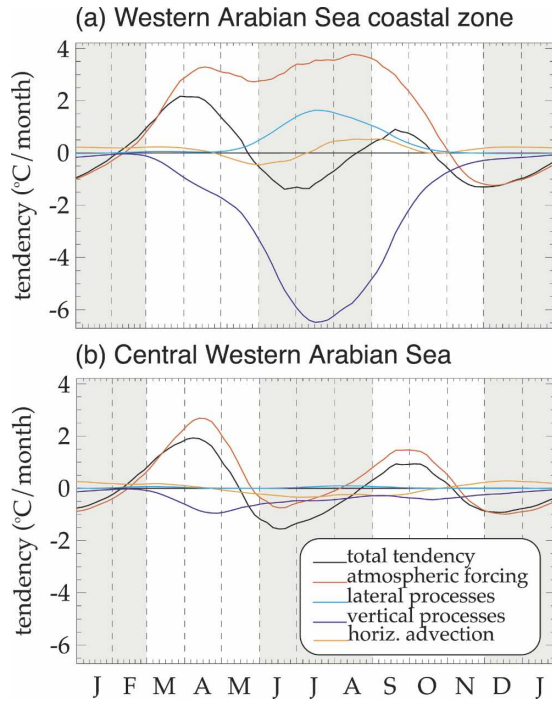 (a) Western Arabian Sea coastal zone
4
2
0
-2
-4
-6
tendency (°C/month)
(b) Central Western Arabian Sea
4
2
0
-2
-4
-6
tendency (°C/month)
total tendency
atmospheric forcing
lateral processes
vertical processes
horiz. advection
J F M A M J J A S O N D J